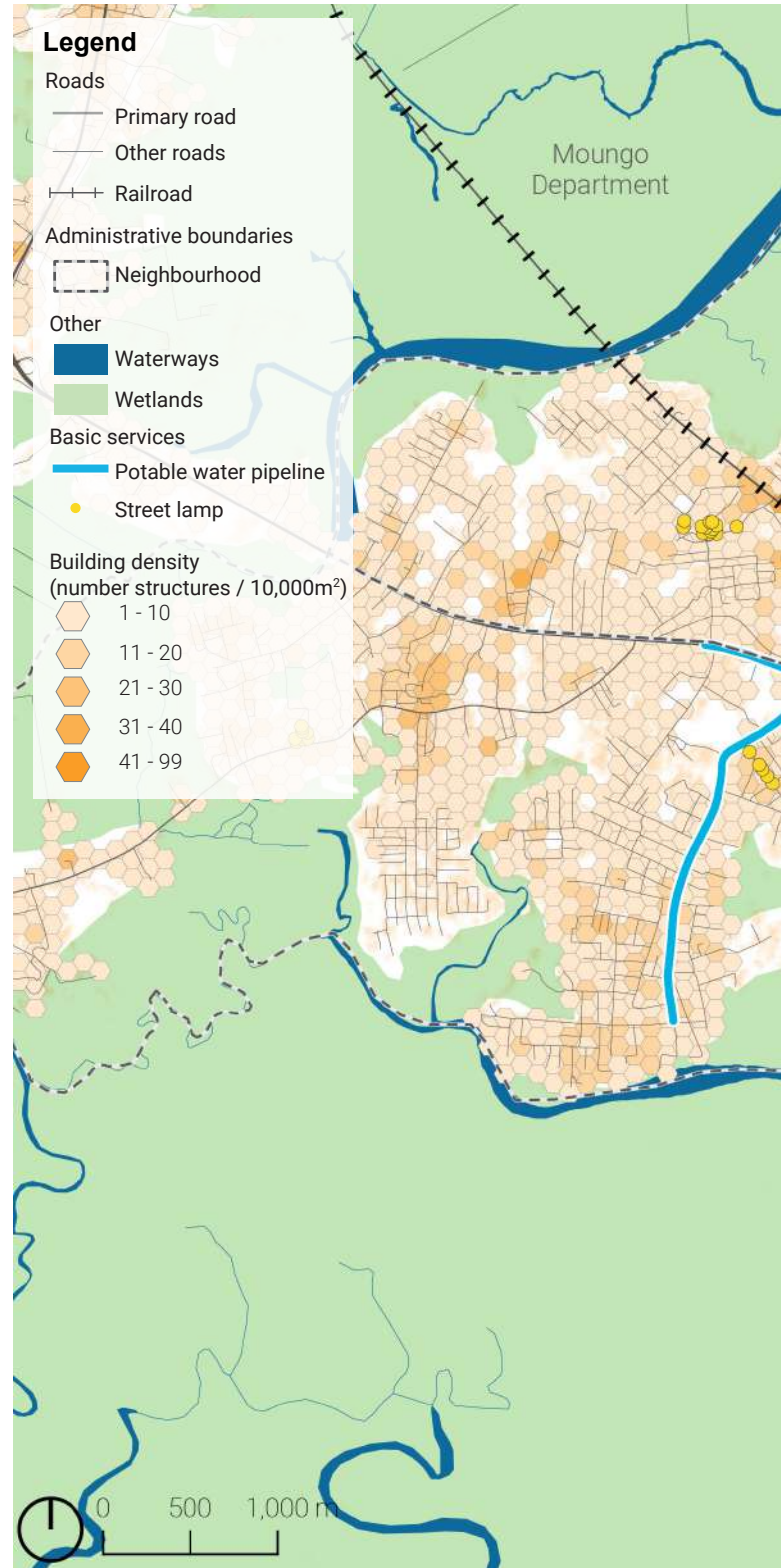 Legend
Roads
Primary road
Other roads
Railroad
Administrative boundaries
Neighbourhood
Other
Waterways
Wetlands
Basic services
Potable water pipeline
Street lamp
Building density
(number structures / 10,000m²)
1 - 10
11 - 20
21 - 30
31 - 40
41 - 99
Moungo
Department
0 500 1,000 m